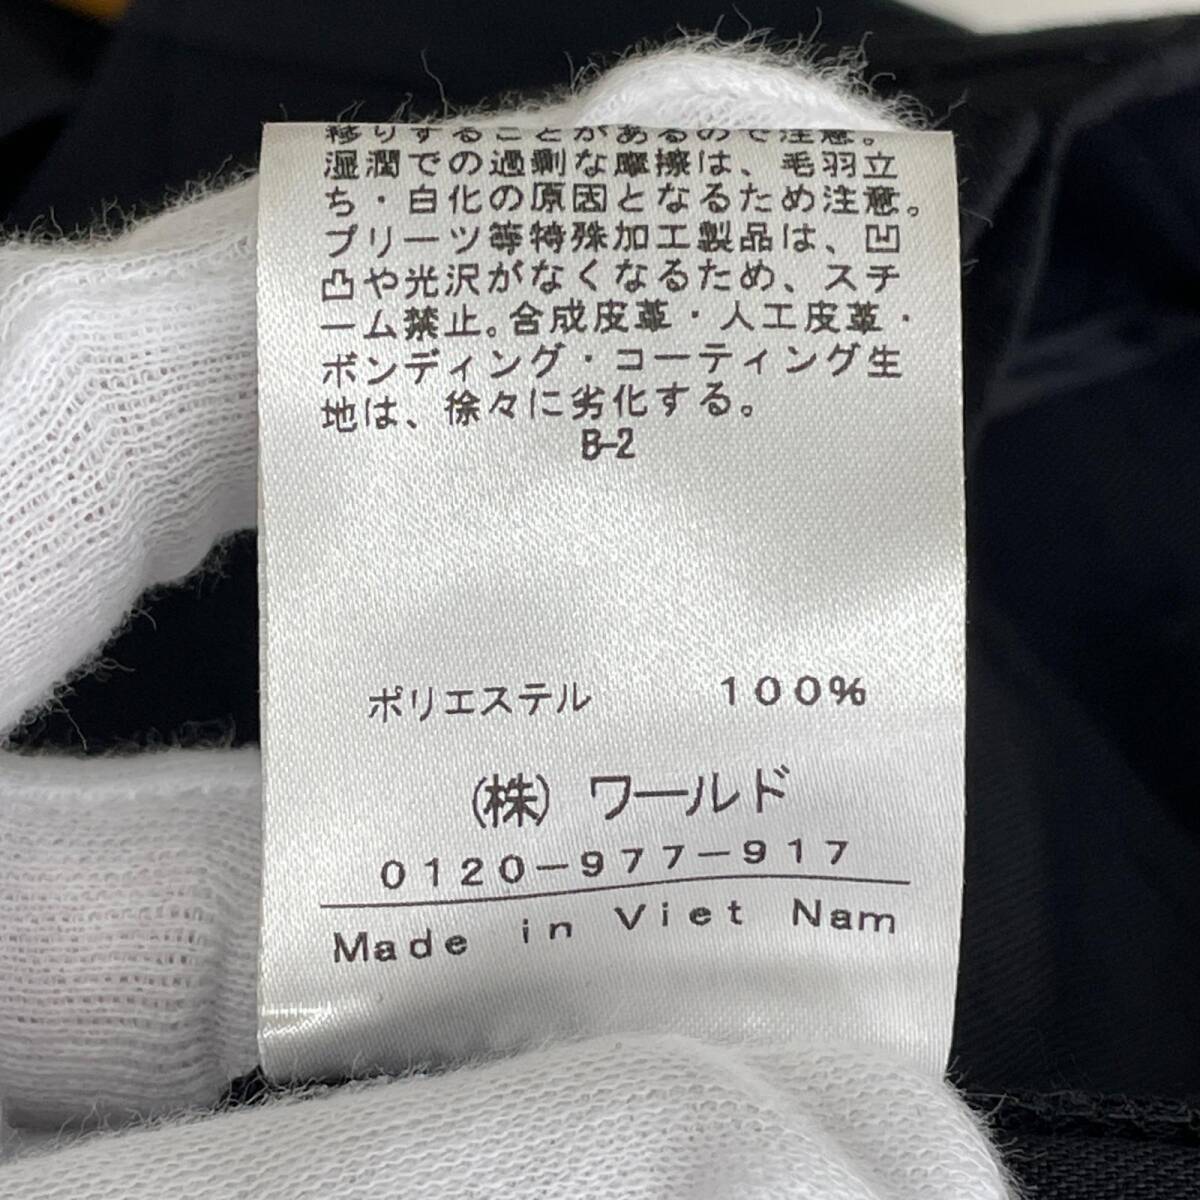 移りすることがあるので注意。
湿潤での過剰な摩擦は、毛羽立
ち・白化の原因となるため注意。
プリーツ等特殊加工製品は、凹
凸や光沢がなくなるため、スチ
ーム禁止。合成皮革・人工皮革・
ボンディング・コーティング生
地は、徐々に劣化する。
B-2
ポリエステル 100%
(株) ワールド
0120-977-917
Made in Viet Nam